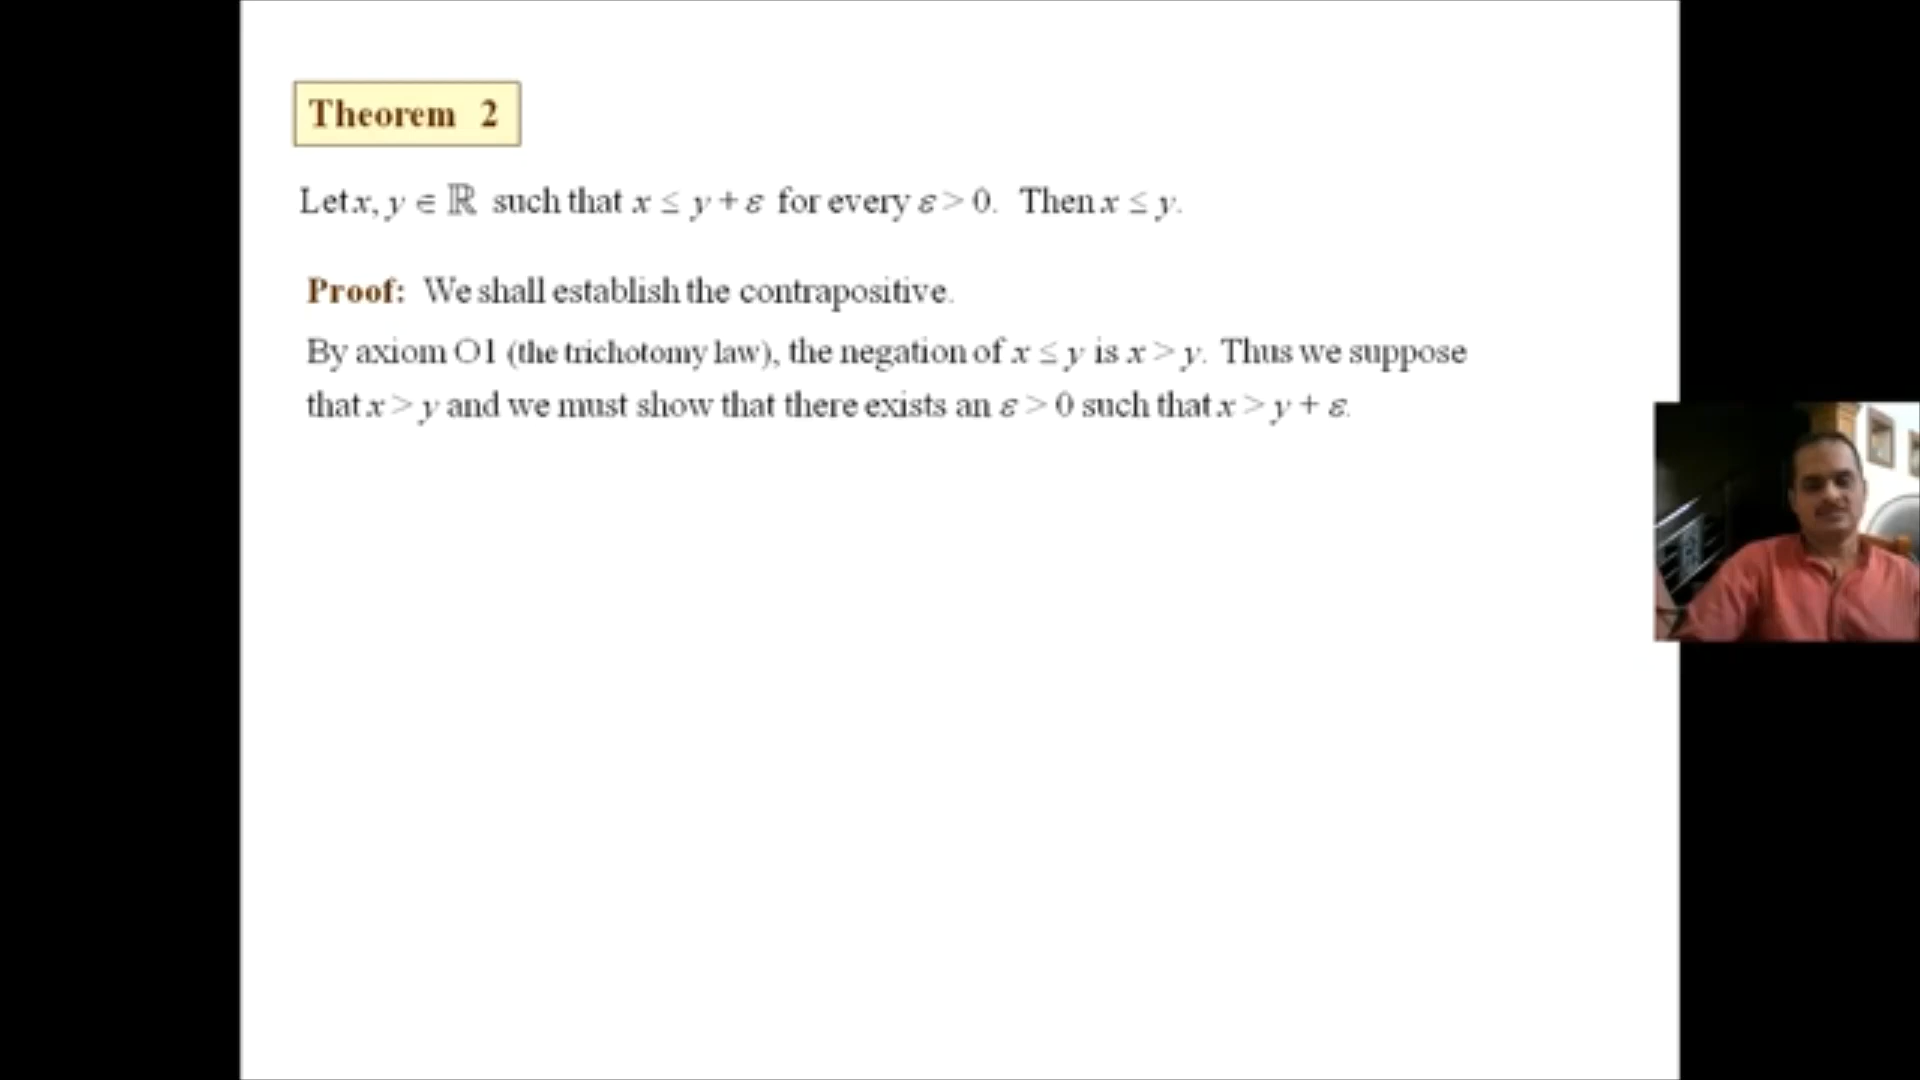 Theorem 2
Let x, y ∈ ℝ such that x ≤ y + ε for every ε > 0. Then x ≤ y.
Proof: We shall establish the contrapositive.
By axiom O1 (the trichotomy law), the negation of x ≤ y is x > y. Thus we suppose
that x > y and we must show that there exists an ε > 0 such that x > y + ε.